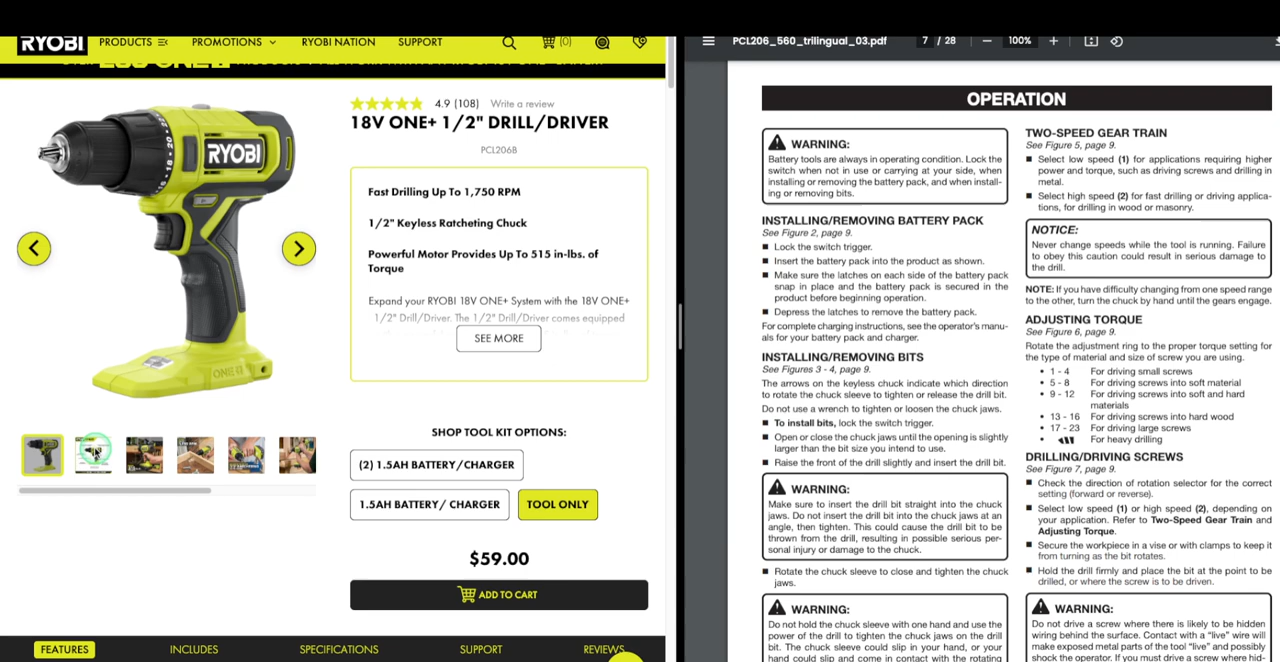 RYOBI
PRODUCTS
PROMOTIONS
RYOBI NATION
SUPPORT
(0)
4.9 (108) Write a review
18V ONE+ 1/2" DRILL/DRIVER
PCL206B
Fast Drilling Up To 1,750 RPM
1/2" Keyless Ratcheting Chuck
Powerful Motor Provides Up To 515 in-lbs. of
Torque
Expand your RYOBI 18V ONE+ System with the 18V ONE+
1/2" Drill/Driver. The 1/2" Drill/Driver comes equipped
SEE MORE
RYOBI
ONE+
SHOP TOOL KIT OPTIONS:
(2) 1.5AH BATTERY/CHARGER
1.5AH BATTERY/ CHARGER
TOOL ONLY
$59.00
ADD TO CART
FEATURES
INCLUDES
SPECIFICATIONS
SUPPORT
REVIEWS
PCL206_560_trilingual_03.pdf
7 / 28
100%
OPERATION
WARNING:
Battery tools are always in operating condition. Lock the
switch when not in use or carrying at your side, when
installing or removing the battery pack, and when install-
ing or removing bits.
INSTALLING/REMOVING BATTERY PACK
See Figure 2, page 9.
■ Lock the switch trigger.
■ Insert the battery pack into the product as shown.
■ Make sure the latches on each side of the battery pack
snap in place and the battery pack is secured in the
product before beginning operation.
■ Depress the latches to remove the battery pack.
For complete charging instructions, see the operator's manu-
als for your battery pack and charger.
INSTALLING/REMOVING BITS
See Figures 3 - 4, page 9.
The arrows on the keyless chuck indicate which direction
to rotate the chuck sleeve to tighten or release the drill bit.
Do not use a wrench to tighten or loosen the chuck jaws.
■ To install bits, lock the switch trigger.
■ Open or close the chuck jaws until the opening is slightly
larger than the bit size you intend to use.
■ Raise the front of the drill slightly and insert the drill bit.
WARNING:
Make sure to insert the drill bit straight into the chuck
jaws. Do not insert the drill bit into the chuck jaws at an
angle, then tighten. This could cause the drill bit to be
thrown from the drill, resulting in possible serious per-
sonal injury or damage to the chuck.
■ Rotate the chuck sleeve to close and tighten the chuck
jaws.
WARNING:
Do not hold the chuck sleeve with one hand and use the
power of the drill to tighten the chuck jaws on the drill
bit. The chuck sleeve could slip in your hand, or your
hand could slip and come in contact with the rotating
TWO-SPEED GEAR TRAIN
See Figure 5, page 9.
■ Select low speed (1) for applications requiring higher
power and torque, such as driving screws and drilling in
metal.
■ Select high speed (2) for fast drilling or driving applica-
tions, for drilling in wood or masonry.
NOTICE:
Never change speeds while the tool is running. Failure
to obey this caution could result in serious damage to
the drill.
NOTE: If you have difficulty changing from one speed range
to the other, turn the chuck by hand until the gears engage.
ADJUSTING TORQUE
See Figure 6, page 9.
Rotate the adjustment ring to the proper torque setting for
the type of material and size of screw you are using.
• 1 - 4 For driving small screws
• 5 - 8 For driving screws into soft material
• 9 - 12 For driving screws into soft and hard
materials
• 13 - 16 For driving screws into hard wood
• 17 - 23 For driving large screws
• For heavy drilling
DRILLING/DRIVING SCREWS
See Figure 7, page 9.
■ Check the direction of rotation selector for the correct
setting (forward or reverse).
■ Select low speed (1) or high speed (2), depending on
your application. Refer to Two-Speed Gear Train and
Adjusting Torque.
■ Secure the workpiece in a vise or with clamps to keep it
from turning as the bit rotates.
■ Hold the drill firmly and place the bit at the point to be
drilled, or where the screw is to be driven.
WARNING:
Do not drive a screw where there is likely to be hidden
wiring behind the surface. Contact with a "live" wire will
make exposed metal parts of the tool "live" and possibly
shock the operator. If you must drive a screw where hid-